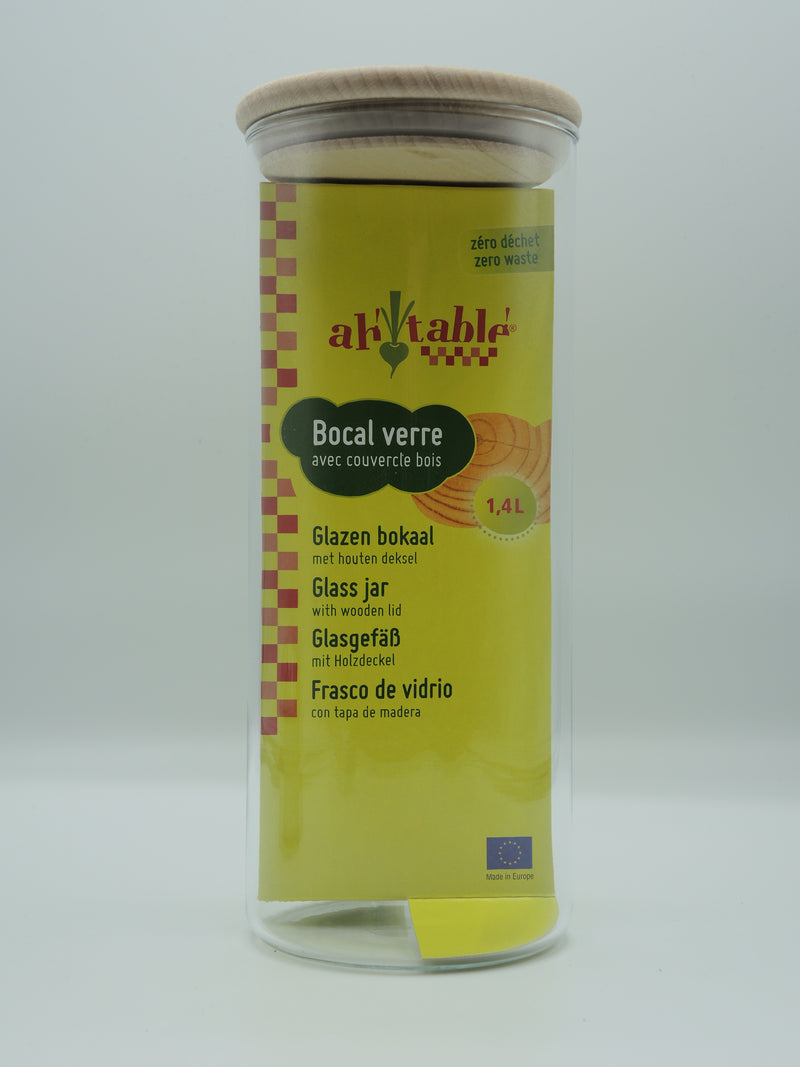 zéro déchet
zero waste
ah' table!®
Bocal verre
avec couvercle bois
1,4 L
Glazen bokaal
met houten deksel
Glass jar
with wooden lid
Glasgefäß
mit Holzdeckel
Frasco de vidrio
con tapa de madera
Made in Europe